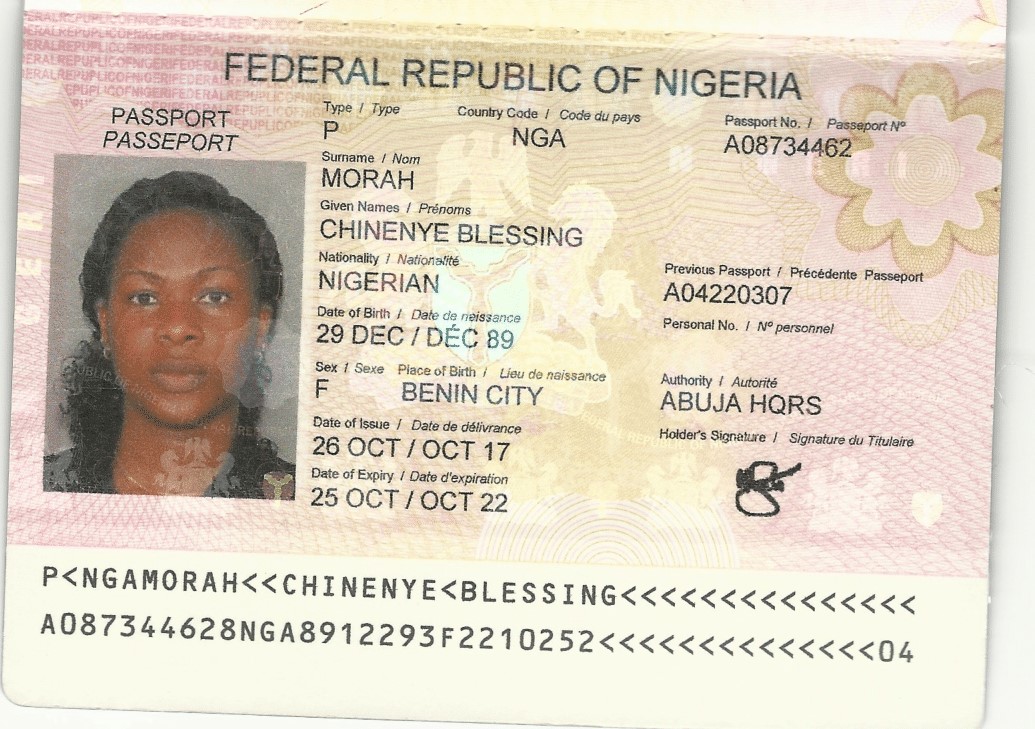 FEDERAL REPUBLIC OF NIGERIA
PASSPORT
PASSEPORT
Type / Type
P
Country Code / Code du pays
NGA
Passport No. / Passeport Nº
A08734462
Surname / Nom
MORAH
Given Names / Prénoms
CHINENYE BLESSING
Nationality / Nationalité
NIGERIAN
Previous Passport / Précédente Passeport
A04220307
Date of Birth / Date de naissance
29 DEC / DÉC 89
Personal No. / Nº personnel
Sex / Sexe Place of Birth / Lieu de naissance
F BENIN CITY
Authority / Autorité
ABUJA HQRS
Date of Issue / Date de délivrance
26 OCT / OCT 17
Holder's Signature / Signature du Titulaire
Date of Expiry / Date d'expiration
25 OCT / OCT 22
P<NGAMORAH<<CHINENYE<BLESSING<<<<<<<<<<<<<<<
A087344628NGA8912293F2210252<<<<<<<<<<<<<<04